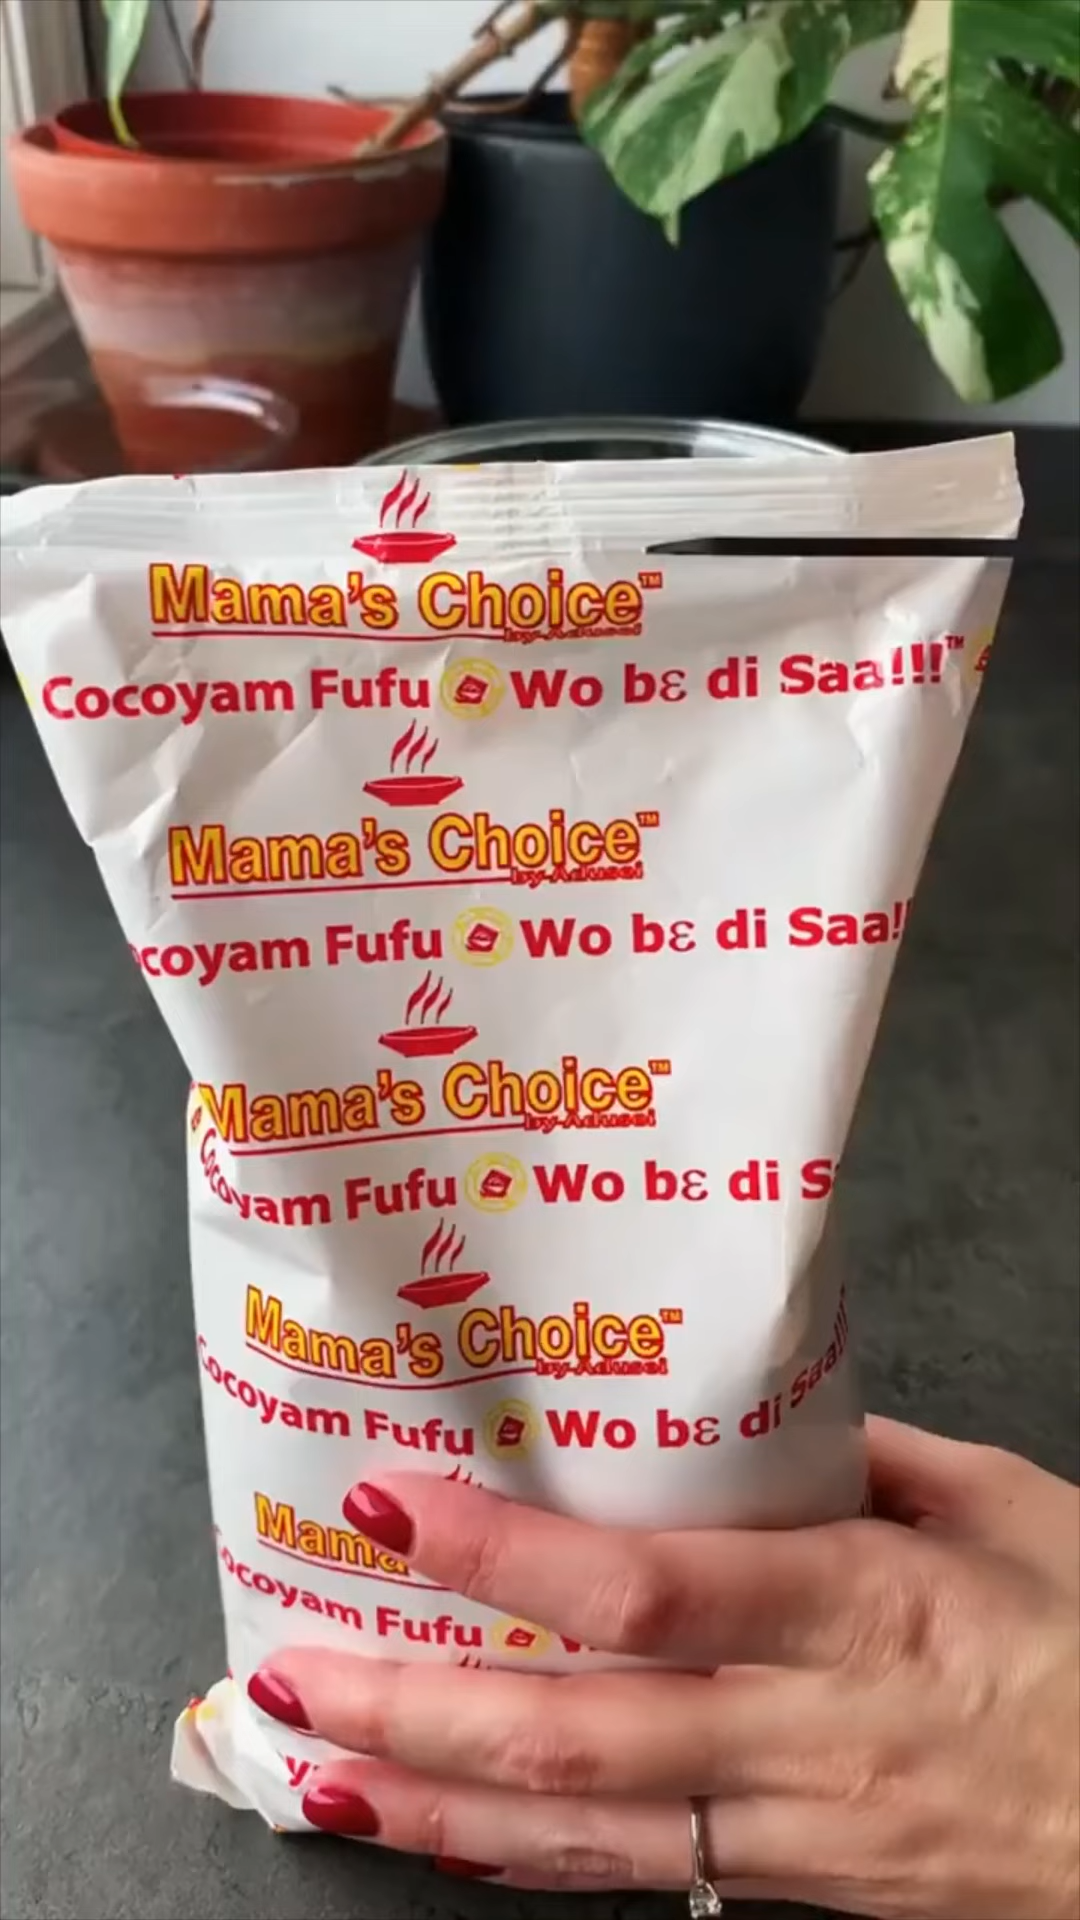 Mama's Choice™
by Adusei
Cocoyam Fufu Wo bɛ di Saa!!!™
Mama's Choice™
by Adusei
coyam Fufu Wo bɛ di Saa!!
Mama's Choice™
by Adusei
Cocoyam Fufu Wo bɛ di S
Mama's Choice™
by Adusei
Cocoyam Fufu Wo bɛ di Saa!!!
Mama
Cocoyam Fufu